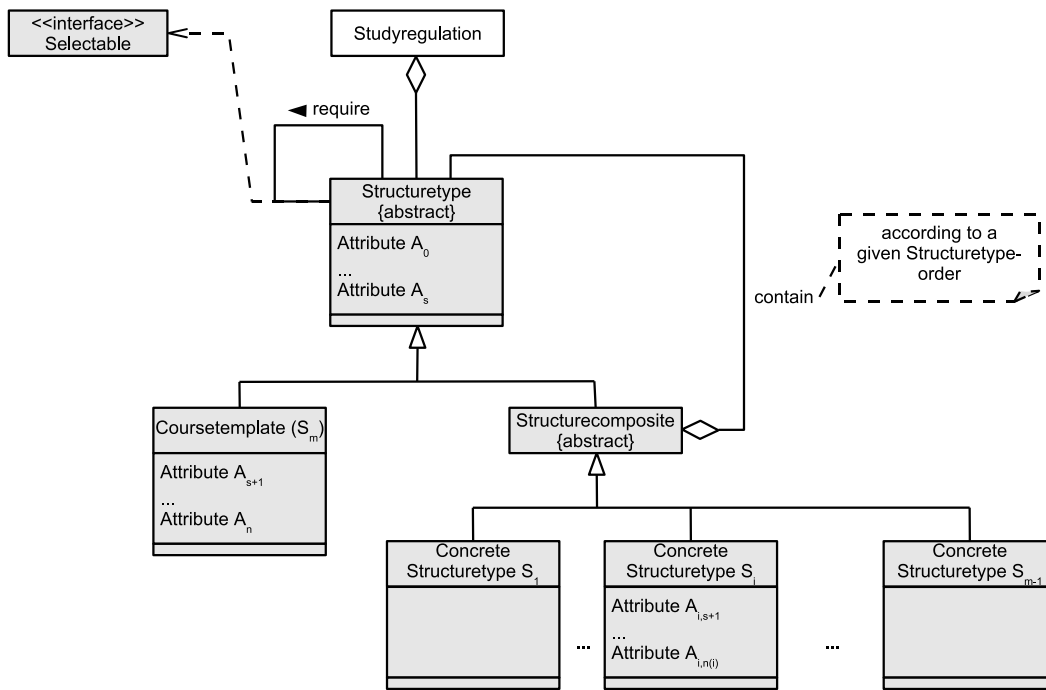 <<interface>>
Selectable
Studyregulation
◄ require
Structuretype
{abstract}
Attribute A₀
...
Attribute Aₛ
according to a
given Structuretype-
order
contain
Coursetemplate (Sₘ)
Attribute Aₛ₊₁
...
Attribute Aₙ
Structurecomposite
{abstract}
Concrete
Structuretype S₁
Concrete
Structuretype Sᵢ
Attribute A_{i,s+1}
...
Attribute A_{i,n(i)}
Concrete
Structuretype Sₘ₋₁
...
...